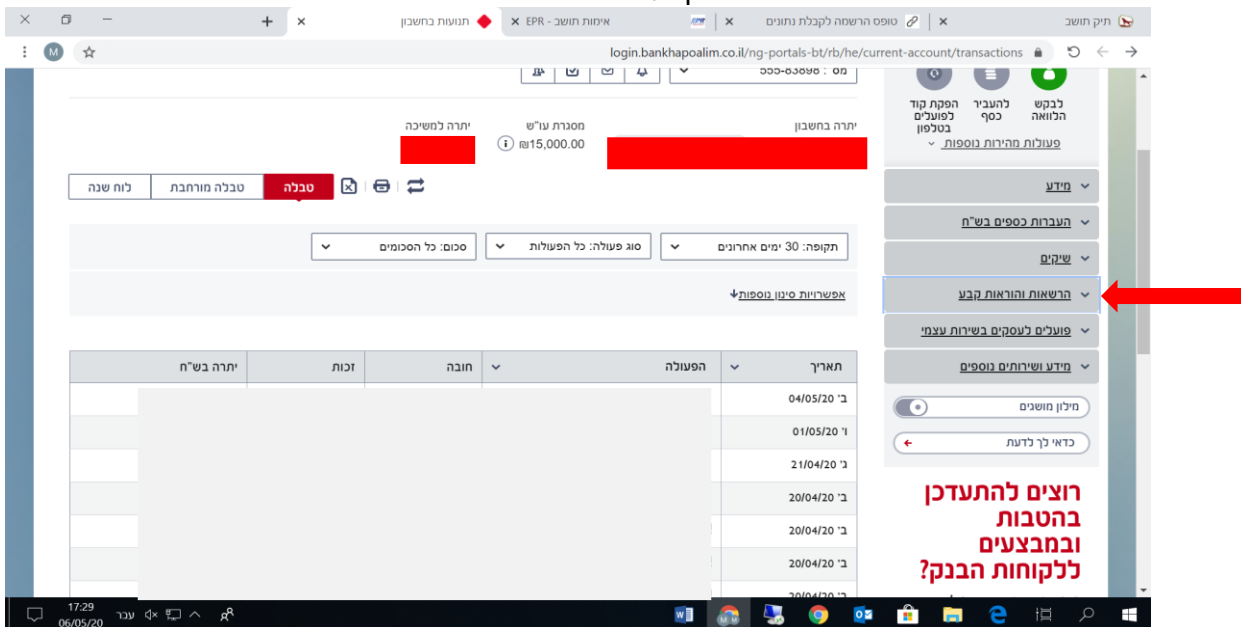 תיק תושב
טופס הרשמה לקבלת נתונים
אימות תושב - EPR
תנועות בחשבון
login.bankhapoalim.co.il/ng-portals-bt/rb/he/current-account/transactions
M
לבקש הלוואה
להעביר כסף
הפקת קוד לפועלים בטלפון
פעולות מהירות נוספות
מידע
העברות כספים בש"ח
שיקים
הרשאות והוראות קבע
פועלים לעסקים בשירות עצמי
מידע ושירותים נוספים
מילון מושגים
כדאי לך לדעת
רוצים להתעדכן
בהטבות
ובמבצעים
ללקוחות הבנק?
מס : 555-83898
יתרה בחשבון
מסגרת עו"ש
₪15,000.00
יתרה למשיכה
טבלה
טבלה מורחבת
לוח שנה
תקופה: 30 ימים אחרונים
סוג פעולה: כל הפעולות
סכום: כל הסכומים
אפשרויות סינון נוספות
תאריך הפעולה חובה זכות יתרה בש"ח
ב' 04/05/20
ו' 01/05/20
ג' 21/04/20
ב' 20/04/20
ב' 20/04/20
ב' 20/04/20
ב' 20/04/20
עבר
17:29
06/05/20